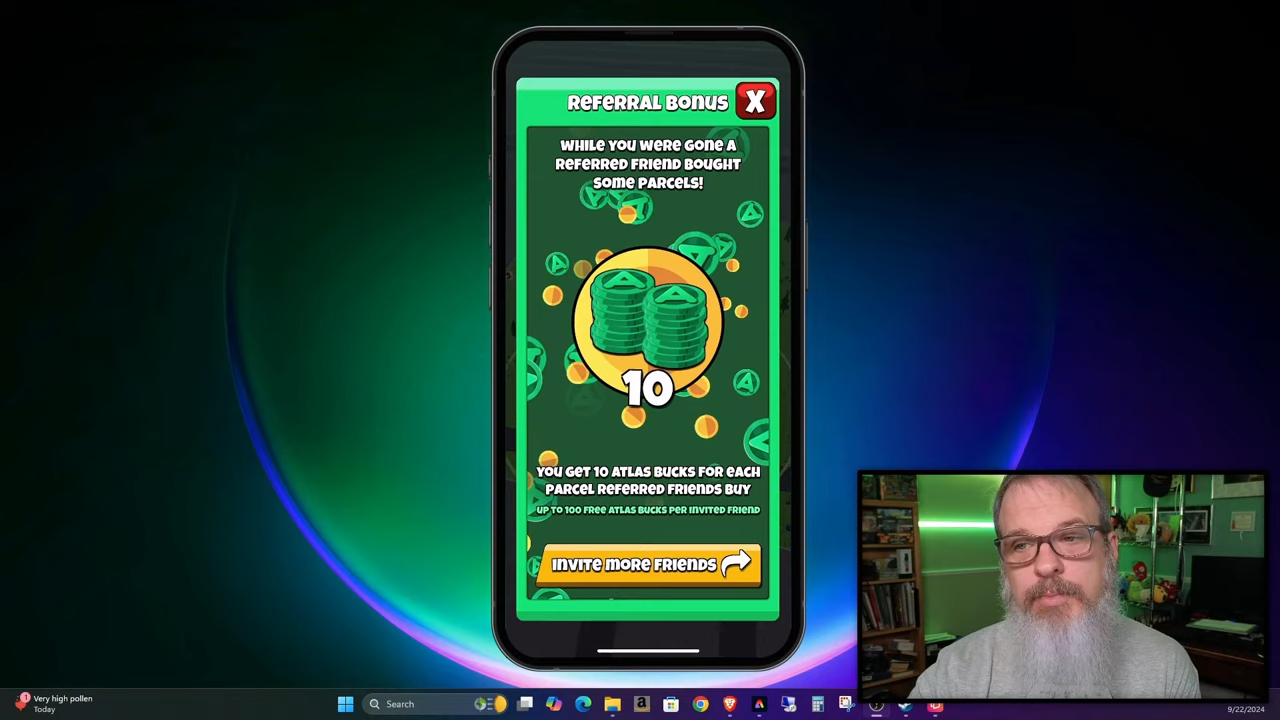 REFERRAL BONUS
X
WHILE YOU WERE GONE A
REFERRED FRIEND BOUGHT
SOME PARCELS!
10
YOU GET 10 ATLAS BUCKS FOR EACH
PARCEL REFERRED FRIENDS BUY
UP TO 100 FREE ATLAS BUCKS PER INVITED FRIEND
INVITE MORE FRIENDS
1
Very high pollen
Today
Search
9/22/2024